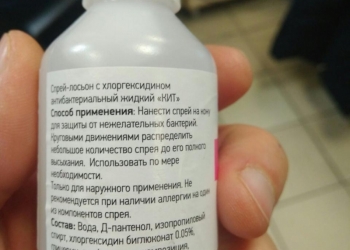 Спрей-лосьон с хлоргексидином
антибактериальный жидкий «КИТ»
Способ применения: Нанести спрей на кожу
для защиты от нежелательных бактерий.
Круговыми движениями распределить
небольшое количество спрея до его полного
высыхания. Использовать по мере
необходимости.
Только для наружного применения. Не
рекомендуется при наличии аллергии на один
из компонентов спрея.
Состав: Вода, Д-пантенол, изопропиловый
спирт, хлоргексидин биглюконат 0.05%,